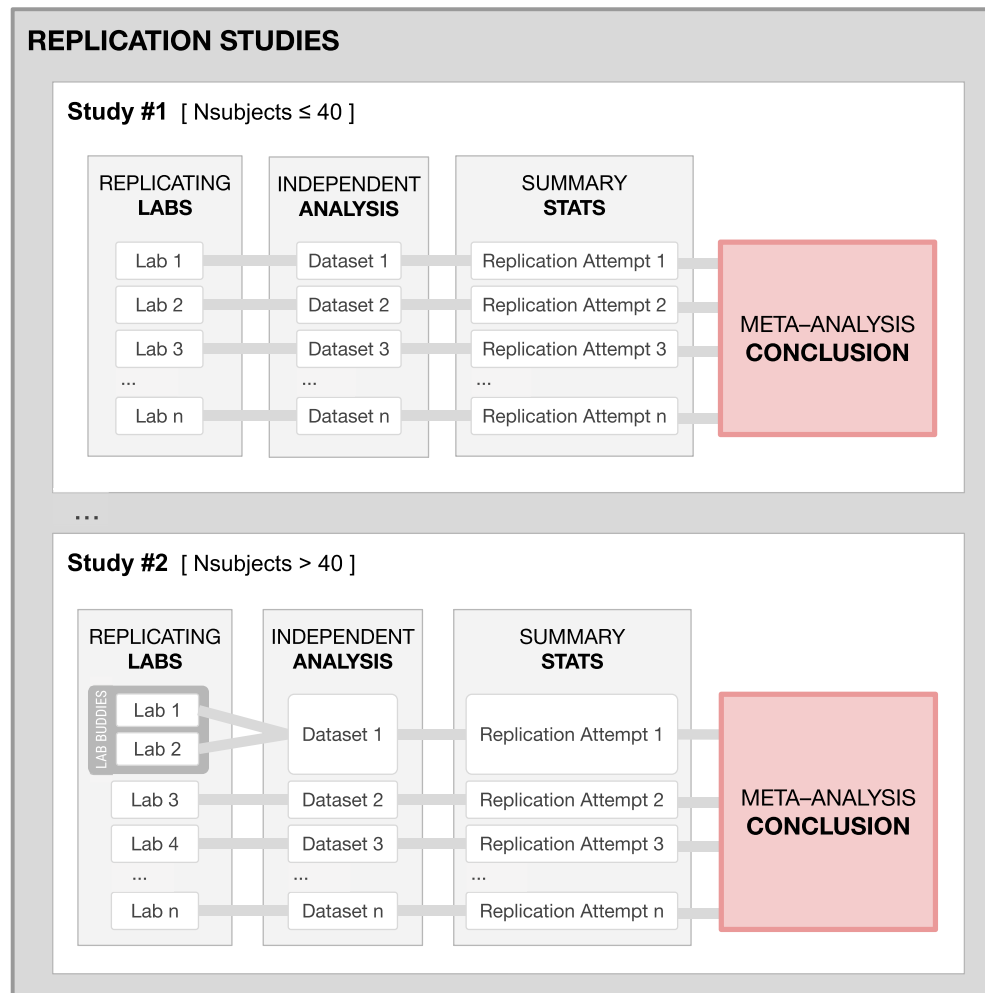 REPLICATION STUDIES
Study #1 [ Nsubjects ≤ 40 ]
REPLICATING
LABS
INDEPENDENT
ANALYSIS
SUMMARY
STATS
Lab 1
Dataset 1
Replication Attempt 1
Lab 2
Dataset 2
Replication Attempt 2
Lab 3
Dataset 3
Replication Attempt 3
...
...
...
Lab n
Dataset n
Replication Attempt n
META–ANALYSIS
CONCLUSION
...
Study #2 [ Nsubjects > 40 ]
REPLICATING
LABS
INDEPENDENT
ANALYSIS
SUMMARY
STATS
LAB BUDDIES
Lab 1
Lab 2
Dataset 1
Replication Attempt 1
Lab 3
Dataset 2
Replication Attempt 2
Lab 4
Dataset 3
Replication Attempt 3
...
...
...
Lab n
Dataset n
Replication Attempt n
META–ANALYSIS
CONCLUSION